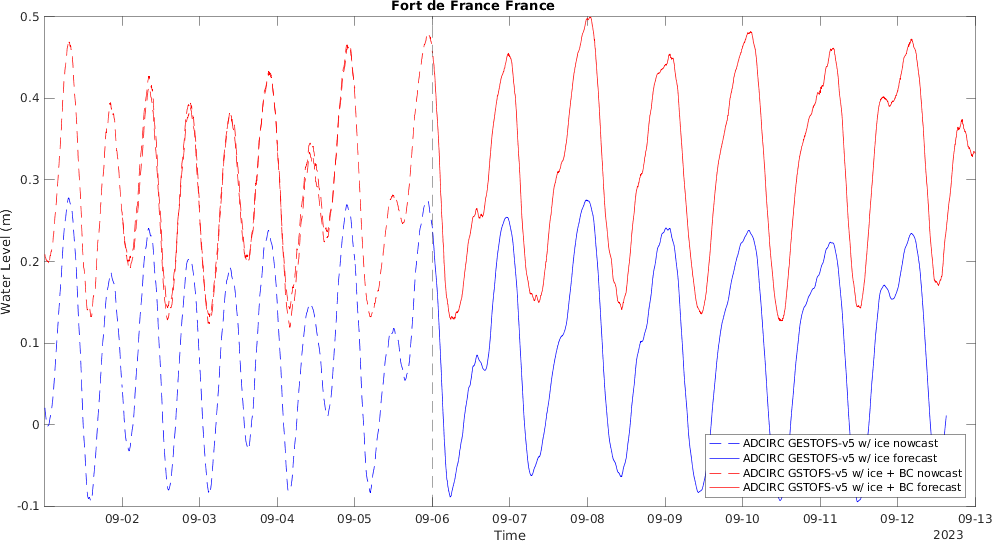 Fort de France France
0.5
0.4
0.3
0.2
0.1
0
-0.1
Water Level (m)
09-02
09-03
09-04
09-05
09-06
09-07
09-08
09-09
09-10
09-11
09-12
09-13
Time
2023
ADCIRC GESTOFS-v5 w/ ice nowcast
ADCIRC GESTOFS-v5 w/ ice forecast
ADCIRC GSTOFS-v5 w/ ice + BC nowcast
ADCIRC GSTOFS-v5 w/ ice + BC forecast